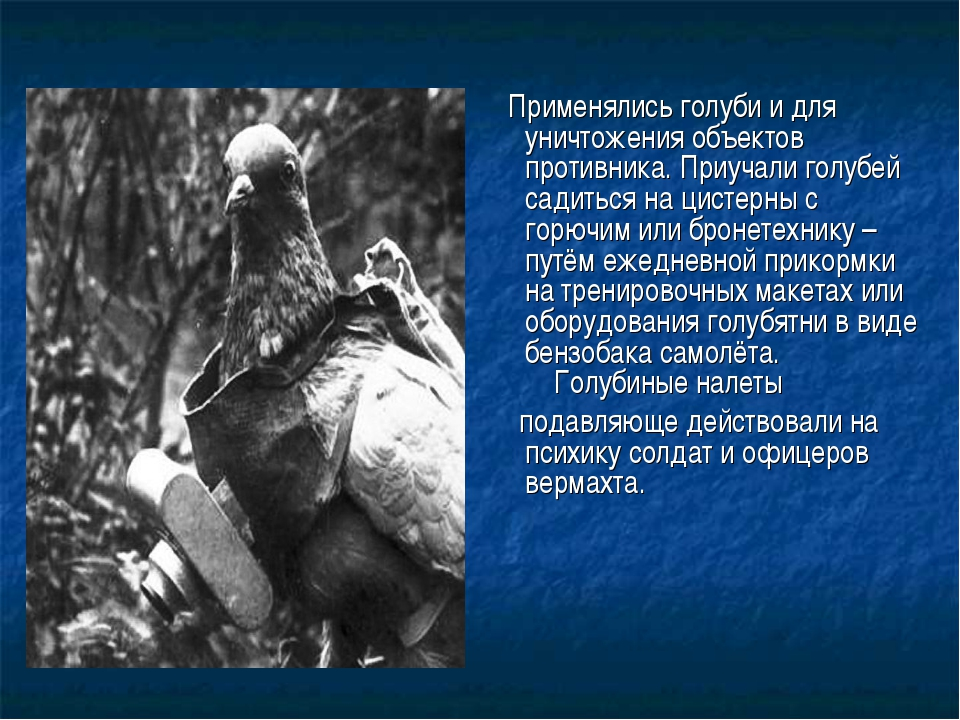 Применялись голуби и для
уничтожения объектов
противника. Приучали голубей
садиться на цистерны с
горючим или бронетехнику –
путём ежедневной прикормки
на тренировочных макетах или
оборудования голубятни в виде
бензобака самолёта.
Голубиные налеты
подавляюще действовали на
психику солдат и офицеров
вермахта.